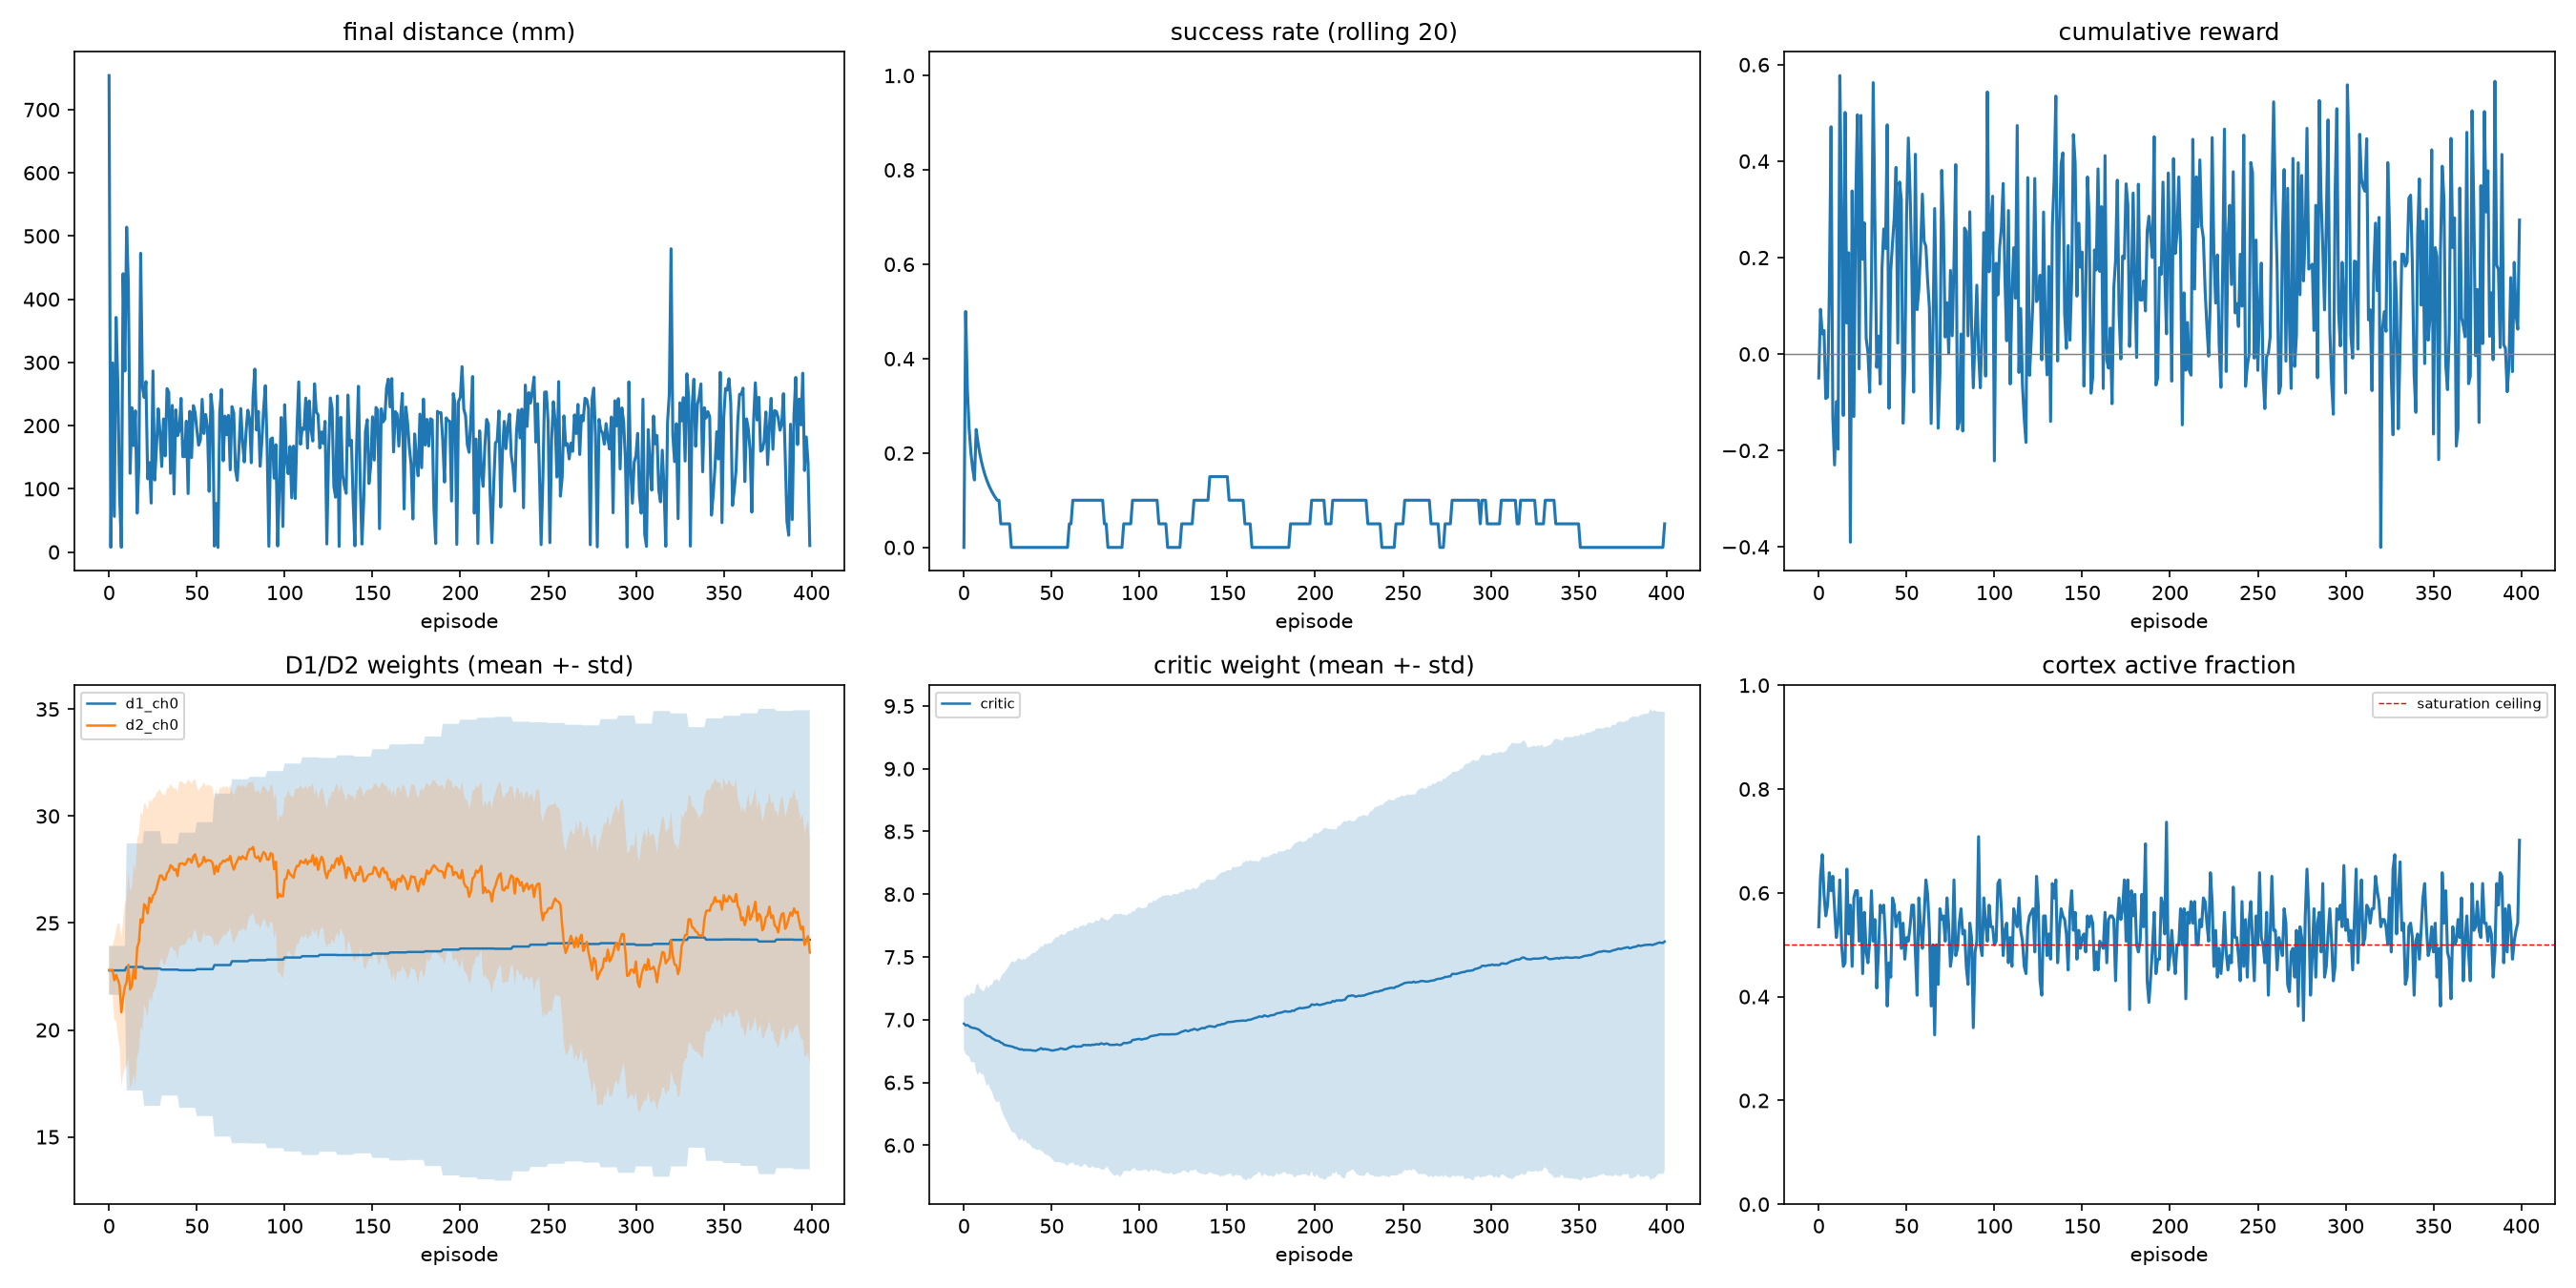 final distance (mm)
700
600
500
400
300
200
100
0
0 50 100 150 200 250 300 350 400
episode
success rate (rolling 20)
1.0
0.8
0.6
0.4
0.2
0.0
0 50 100 150 200 250 300 350 400
episode
cumulative reward
0.6
0.4
0.2
0.0
−0.2
−0.4
0 50 100 150 200 250 300 350 400
episode
D1/D2 weights (mean +- std)
d1_ch0
d2_ch0
35
30
25
20
15
0 50 100 150 200 250 300 350 400
episode
critic weight (mean +- std)
critic
9.5
9.0
8.5
8.0
7.5
7.0
6.5
6.0
0 50 100 150 200 250 300 350 400
episode
cortex active fraction
saturation ceiling
1.0
0.8
0.6
0.4
0.2
0.0
0 50 100 150 200 250 300 350 400
episode